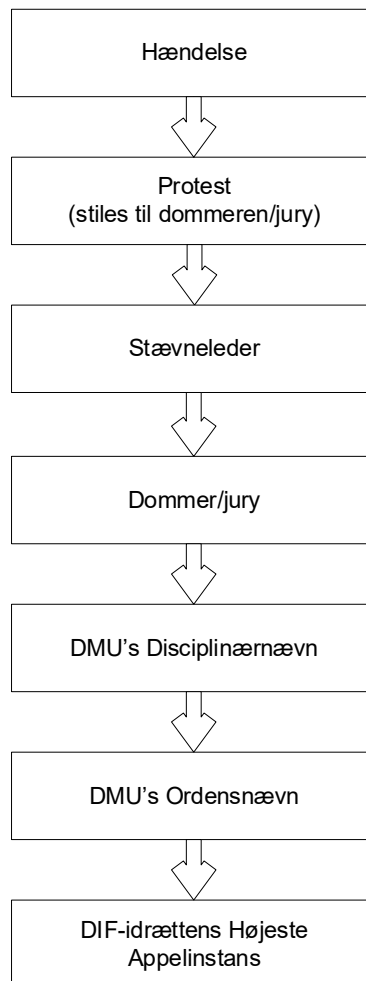 Hændelse
Protest
(stiles til dommeren/jury)
Stævneleder
Dommer/jury
DMU's Disciplinærnævn
DMU's Ordensnævn
DIF-idrættens Højeste
Appelinstans